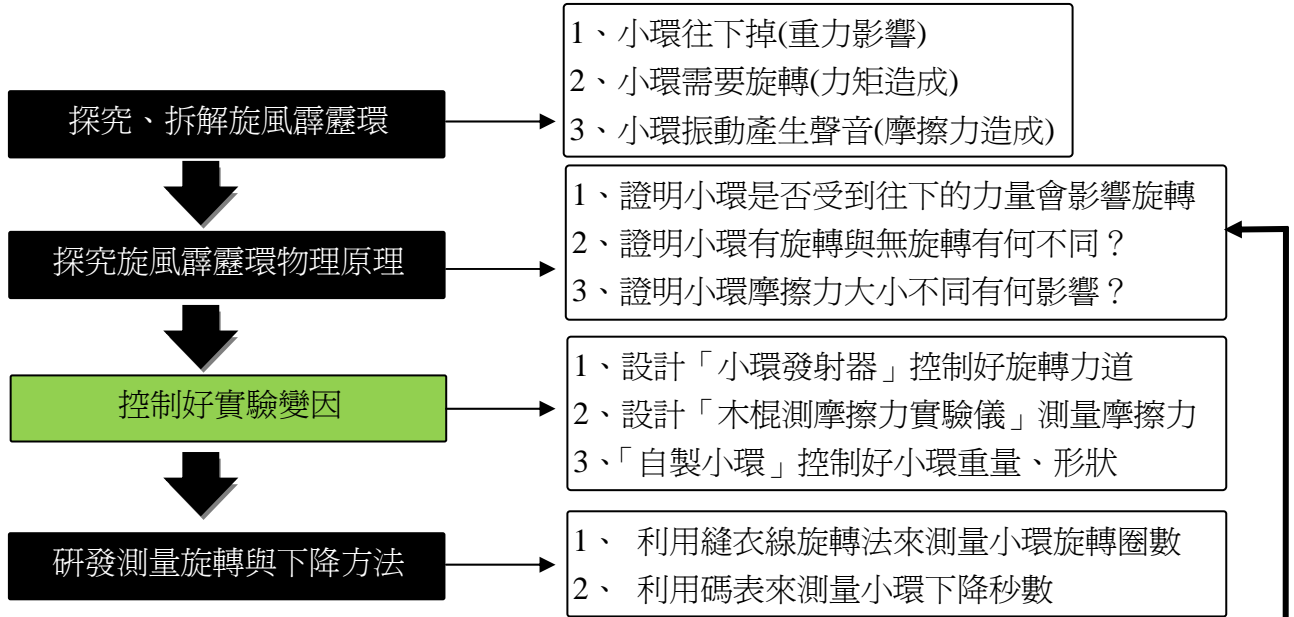 探究、拆解旋風霹靂環
1、小環往下掉(重力影響)
2、小環需要旋轉(力矩造成)
3、小環振動產生聲音(摩擦力造成)
探究旋風霹靂環物理原理
1、證明小環是否受到往下的力量會影響旋轉
2、證明小環有旋轉與無旋轉有何不同？
3、證明小環摩擦力大小不同有何影響？
控制好實驗變因
1、設計「小環發射器」控制好旋轉力道
2、設計「木棍測摩擦力實驗儀」測量摩擦力
3、「自製小環」控制好小環重量、形狀
研發測量旋轉與下降方法
1、 利用縫衣線旋轉法來測量小環旋轉圈數
2、 利用碼表來測量小環下降秒數